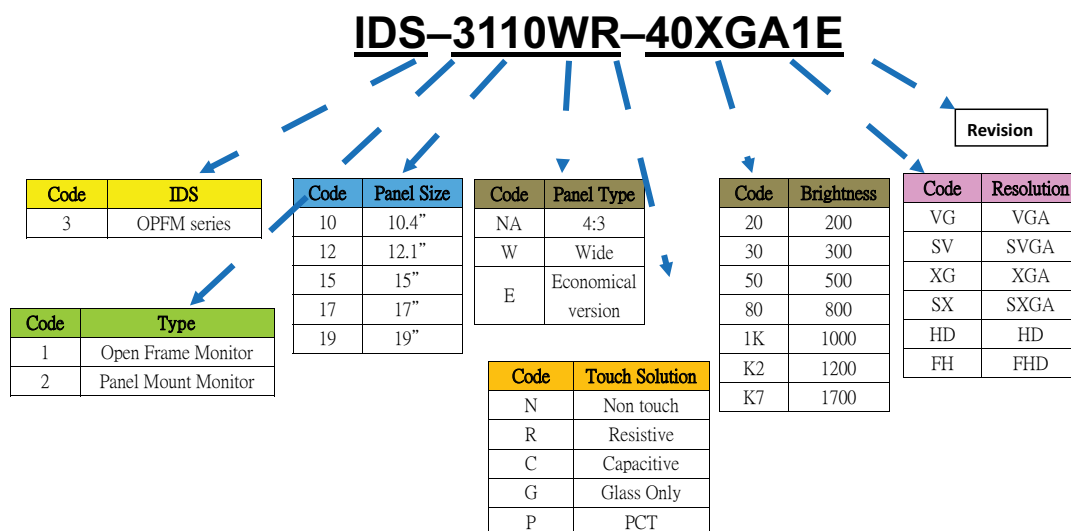 IDS–3110WR–40XGA1E
Revision
Code IDS
3 OPFM series
Code Type
1 Open Frame Monitor
2 Panel Mount Monitor
Code Panel Size
10 10.4”
12 12.1”
15 15”
17 17”
19 19”
Code Panel Type
NA 4:3
W Wide
E Economical
version
Code Touch Solution
N Non touch
R Resistive
C Capacitive
G Glass Only
P PCT
Code Brightness
20 200
30 300
50 500
80 800
1K 1000
K2 1200
K7 1700
Code Resolution
VG VGA
SV SVGA
XG XGA
SX SXGA
HD HD
FH FHD